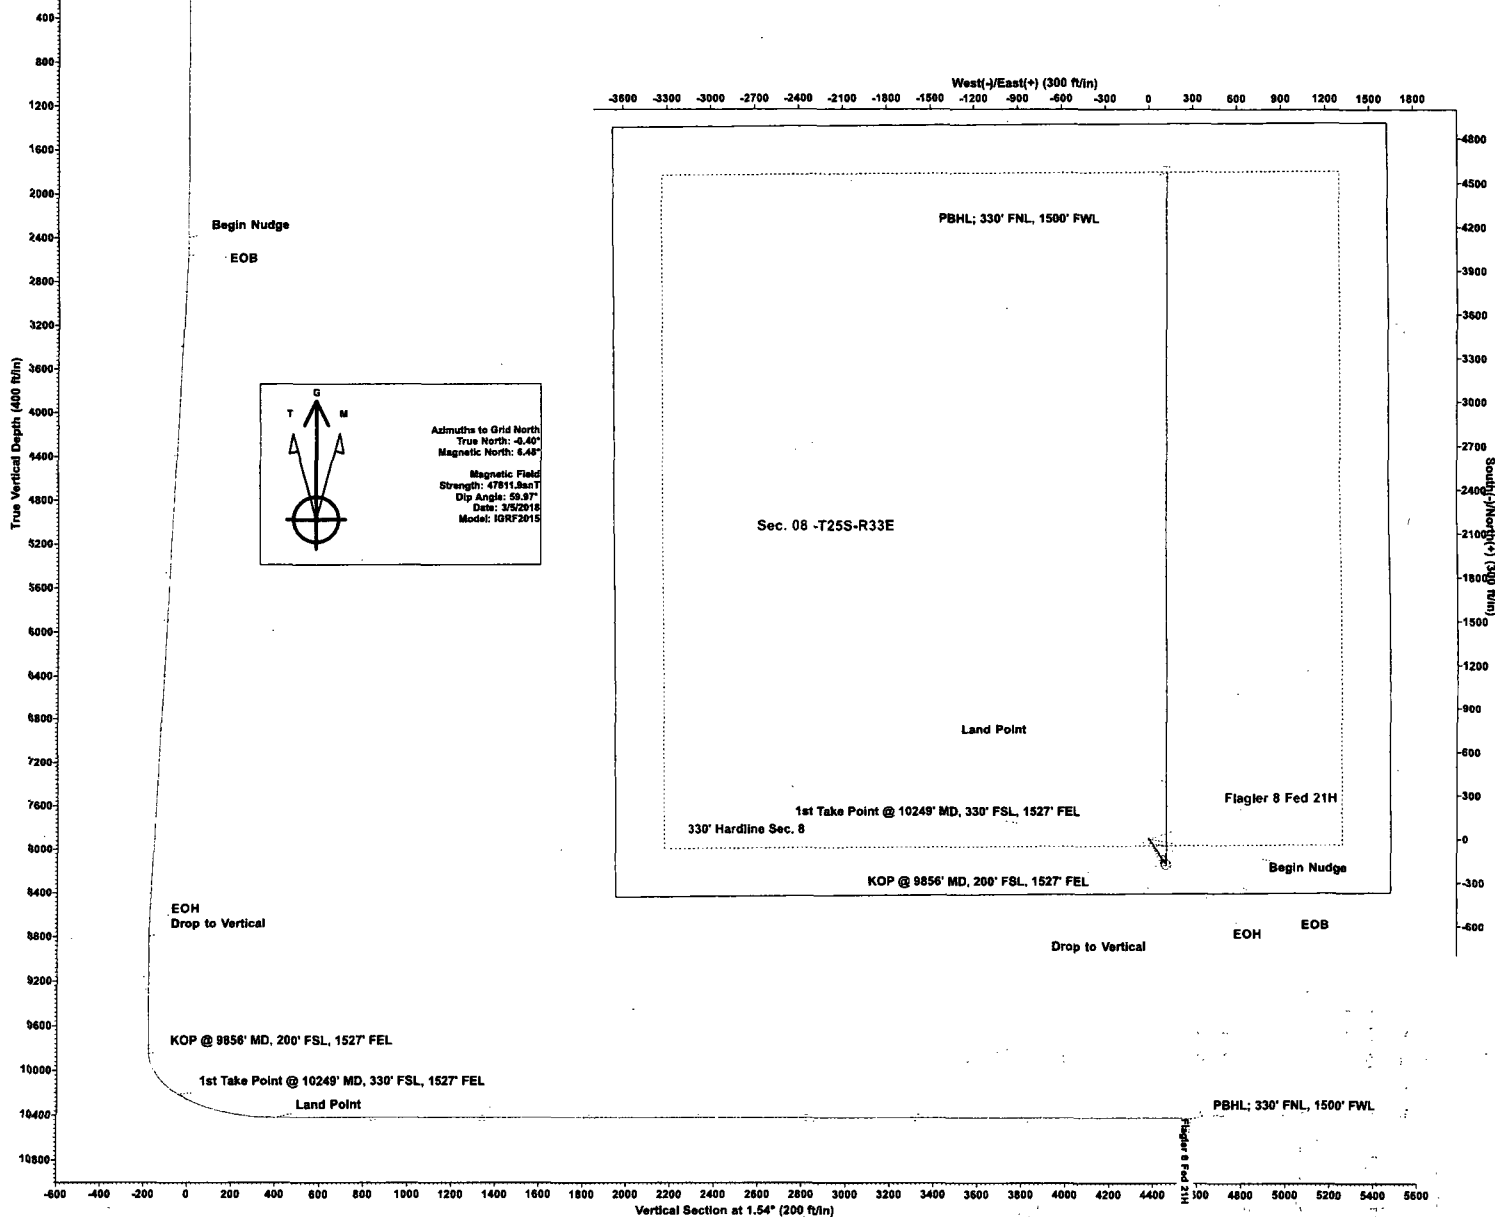 West(-)/East(+) (300 ft/in)
-3600 -3300 -3000 -2700 -2400 -2100 -1800 -1500 -1200 -900 -600 -300 0 300 600 900 1200 1500 1800
4800
4500
4200
3900
3600
3300
3000
2700
2400
2100
1800
1500
1200
900
600
300
0
-300
-600
South(-)/North(+) (300 ft/in)
PBHL; 330' FNL, 1500' FWL
Sec. 08 -T25S-R33E
Land Point
Flagler 8 Fed 21H
1st Take Point @ 10249' MD, 330' FSL, 1527' FEL
330' Hardline Sec. 8
Begin Nudge
KOP @ 9856' MD, 200' FSL, 1527' FEL
EOB
EOH
Drop to Vertical
True Vertical Depth (400 ft/in)
400
800
1200
1600
2000
2400
2800
3200
3600
4000
4400
4800
5200
5600
6000
6400
6800
7200
7600
8000
8400
8800
9200
9600
10000
10400
10800
Begin Nudge
EOB
G
T M
Azimuths to Grid North
True North: -0.40°
Magnetic North: 6.48°
Magnetic Field
Strength: 47811.9snT
Dip Angle: 59.97°
Date: 3/5/2018
Model: IGRF2015
EOH
Drop to Vertical
KOP @ 9856' MD, 200' FSL, 1527' FEL
1st Take Point @ 10249' MD, 330' FSL, 1527' FEL
Land Point
PBHL; 330' FNL, 1500' FWL
Flagler 8 Fed 21H
-600 -400 -200 0 200 400 600 800 1000 1200 1400 1600 1800 2000 2200 2400 2600 2800 3000 3200 3400 3600 3800 4000 4200 4400 4800 5000 5200 5400 5600
Vertical Section at 1.54° (200 ft/in)